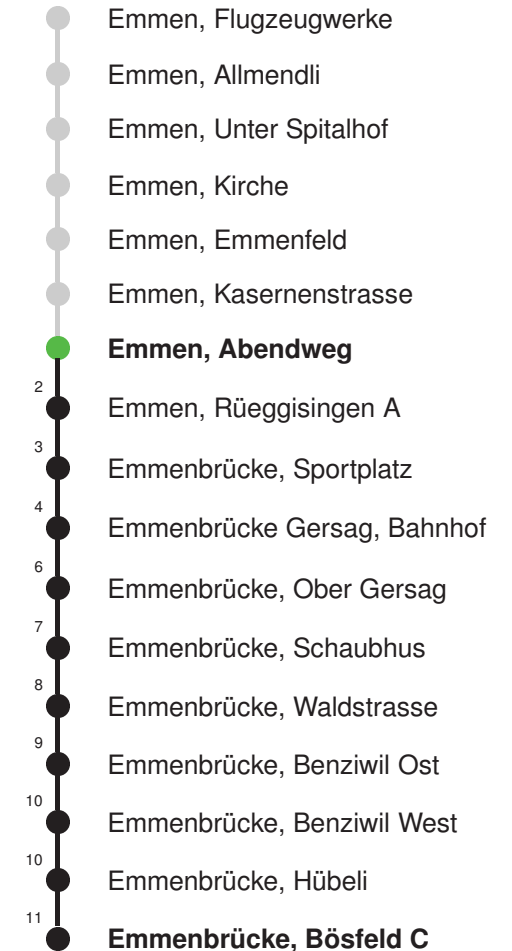 Emmen, Flugzeugwerke
Emmen, Allmendli
Emmen, Unter Spitalhof
Emmen, Kirche
Emmen, Emmenfeld
Emmen, Kasernenstrasse
Emmen, Abendweg
2 Emmen, Rüeggisingen A
3 Emmenbrücke, Sportplatz
4 Emmenbrücke Gersag, Bahnhof
6 Emmenbrücke, Ober Gersag
7 Emmenbrücke, Schaubhus
8 Emmenbrücke, Waldstrasse
9 Emmenbrücke, Benziwil Ost
10 Emmenbrücke, Benziwil West
10 Emmenbrücke, Hübeli
11 Emmenbrücke, Bösfeld C